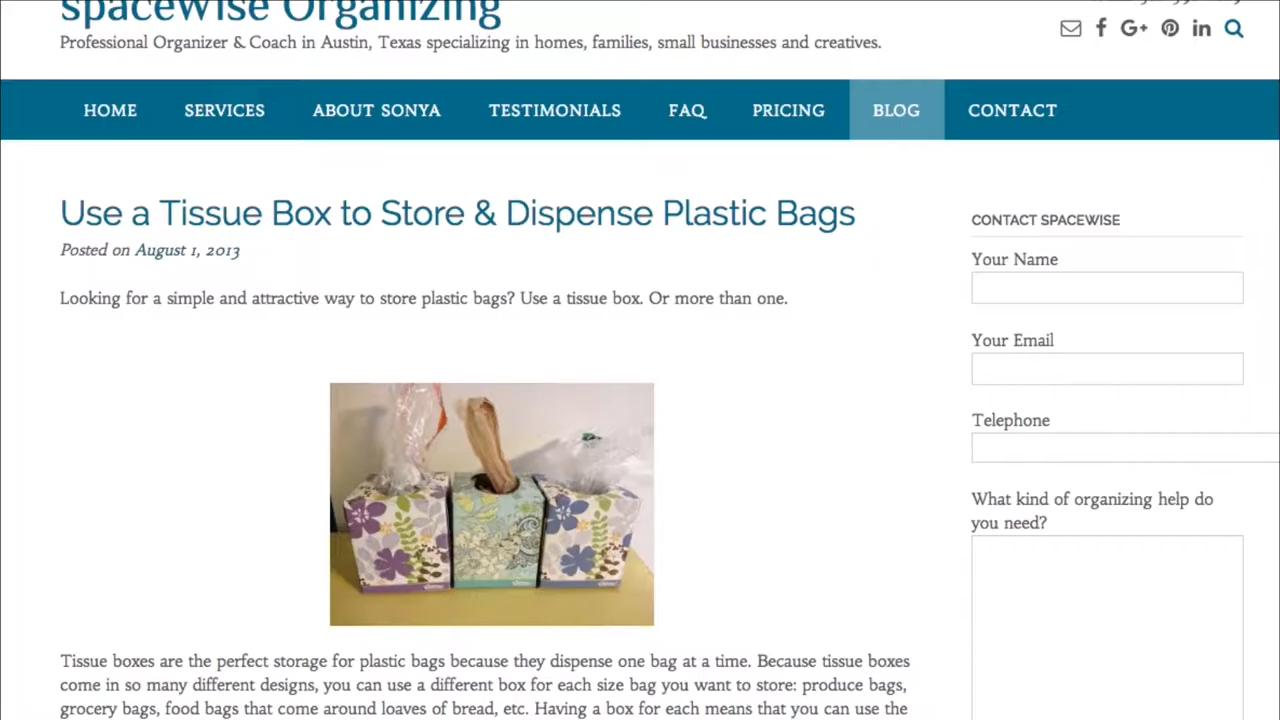 spacewise Organizing
Professional Organizer & Coach in Austin, Texas specializing in homes, families, small businesses and creatives.
HOME SERVICES ABOUT SONYA TESTIMONIALS FAQ PRICING BLOG CONTACT
Use a Tissue Box to Store & Dispense Plastic Bags
Posted on August 1, 2013
Looking for a simple and attractive way to store plastic bags? Use a tissue box. Or more than one.
Tissue boxes are the perfect storage for plastic bags because they dispense one bag at a time. Because tissue boxes
come in so many different designs, you can use a different box for each size bag you want to store: produce bags,
grocery bags, food bags that come around loaves of bread, etc. Having a box for each means that you can use the
CONTACT SPACEWISE
Your Name
Your Email
Telephone
What kind of organizing help do
you need?